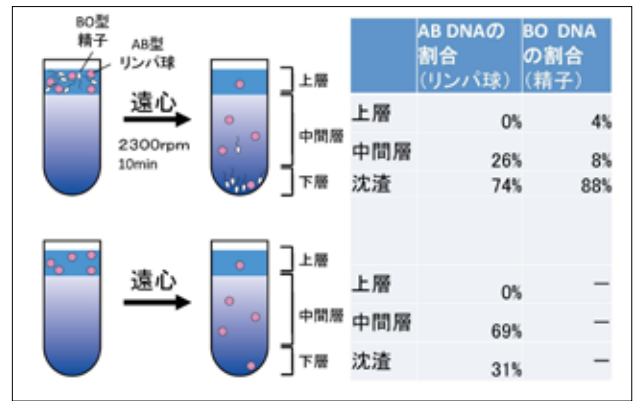 BO型
精子
AB型
リンパ球
遠心
2300rpm
10min
上層
中間層
下層
遠心
上層
中間層
下層
AB DNAの
割合
(リンパ球)
BO DNA
の割合
(精子)
上層 0% 4%
中間層 26% 8%
沈渣 74% 88%
上層 0% －
中間層 69% －
沈渣 31% －